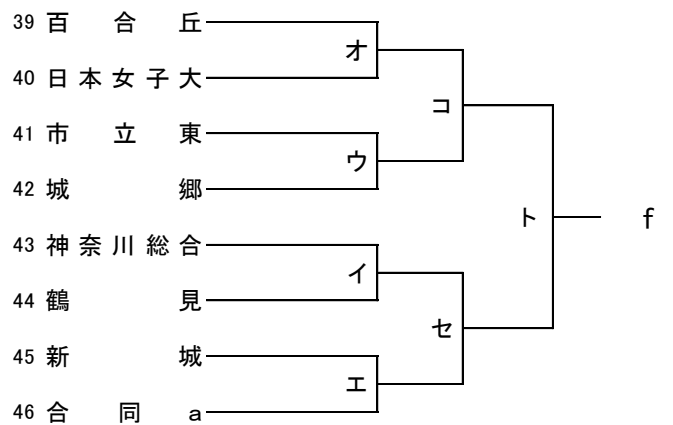 39 百合丘
オ
40 日本女子大
コ
41 市立東
ウ
42 城郷
ト f
43 神奈川総合
イ
44 鶴見
セ
45 新城
エ
46 合同a